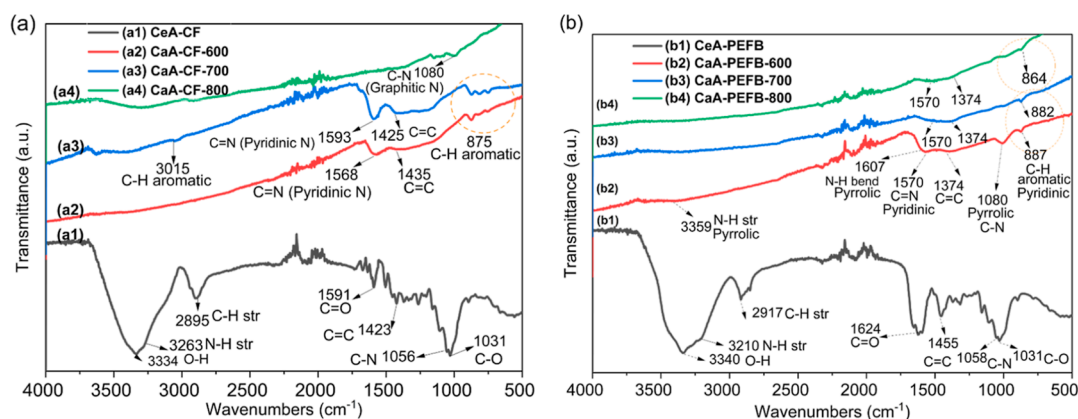 (a)
(a1) CeA-CF
(a2) CaA-CF-600
(a3) CaA-CF-700
(a4) CaA-CF-800
C-N 1080
(Graphitic N)
(a4)
1593
1425
C=C
C=N (Pyridinic N)
875
C-H aromatic
(a3)
3015
C-H aromatic
1568
1435
C=C
C=N (Pyridinic N)
(a2)
(a1)
2895
C-H str
3263
N-H str
3334
O-H
1591
C=O
C=C
1423
C-N
1056
1031
C-O
Transmittance (a.u.)
4000 3500 3000 2500 2000 1500 1000 500
Wavenumbers (cm-1)
(b)
(b1) CeA-PEFB
(b2) CaA-PEFB-600
(b3) CaA-PEFB-700
(b4) CaA-PEFB-800
864
1570
1374
(b4)
882
1570
1374
(b3)
1607
N-H bend
Pyrrolic
1570
C=N
Pyridinic
1374
C=C
1080
Pyrrolic
C-N
887
C-H
aromatic
Pyridinic
(b2)
3359
N-H str
Pyrrolic
(b1)
2917 C-H str
3210 N-H str
3340 O-H
1624
C=O
1455
C=C
1058
C-N
1031 C-O
Transmittance (a.u.)
4000 3500 3000 2500 2000 1500 1000 500
Wavenumbers (cm-1)